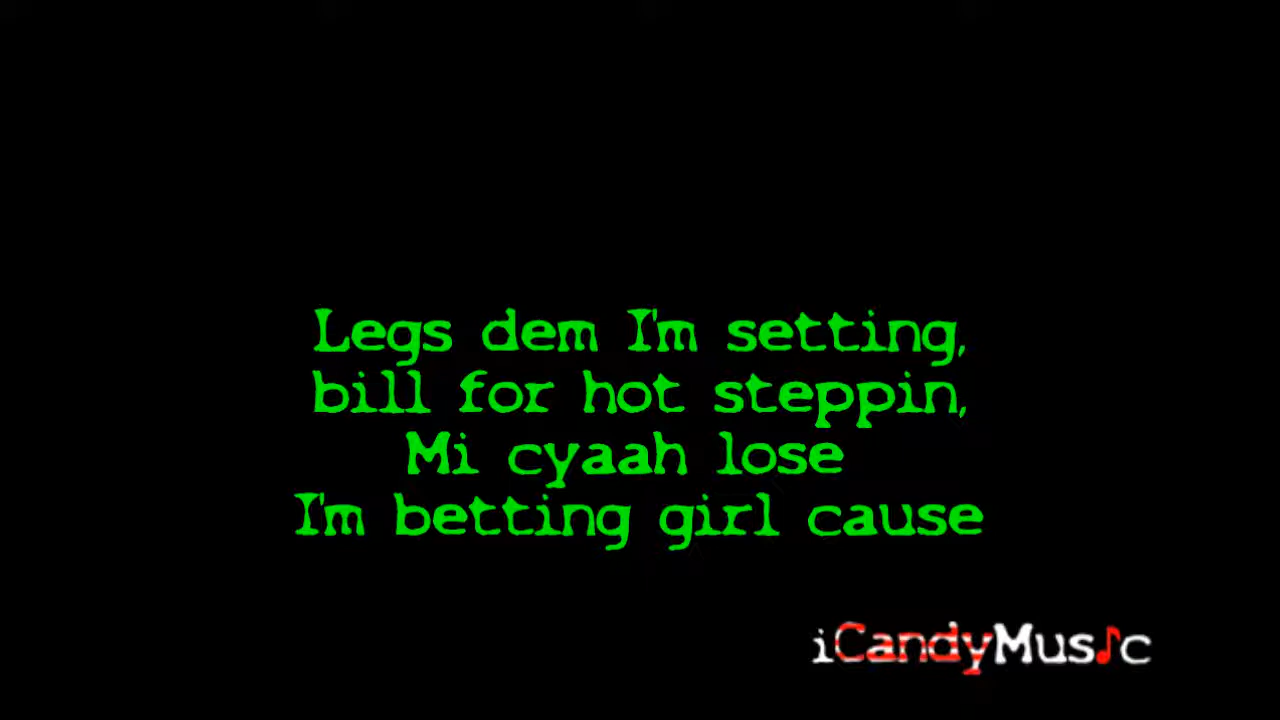 Legs dem I'm setting,
bill for hot steppin,
Mi cyaah lose
I'm betting girl cause
iCandyMusic